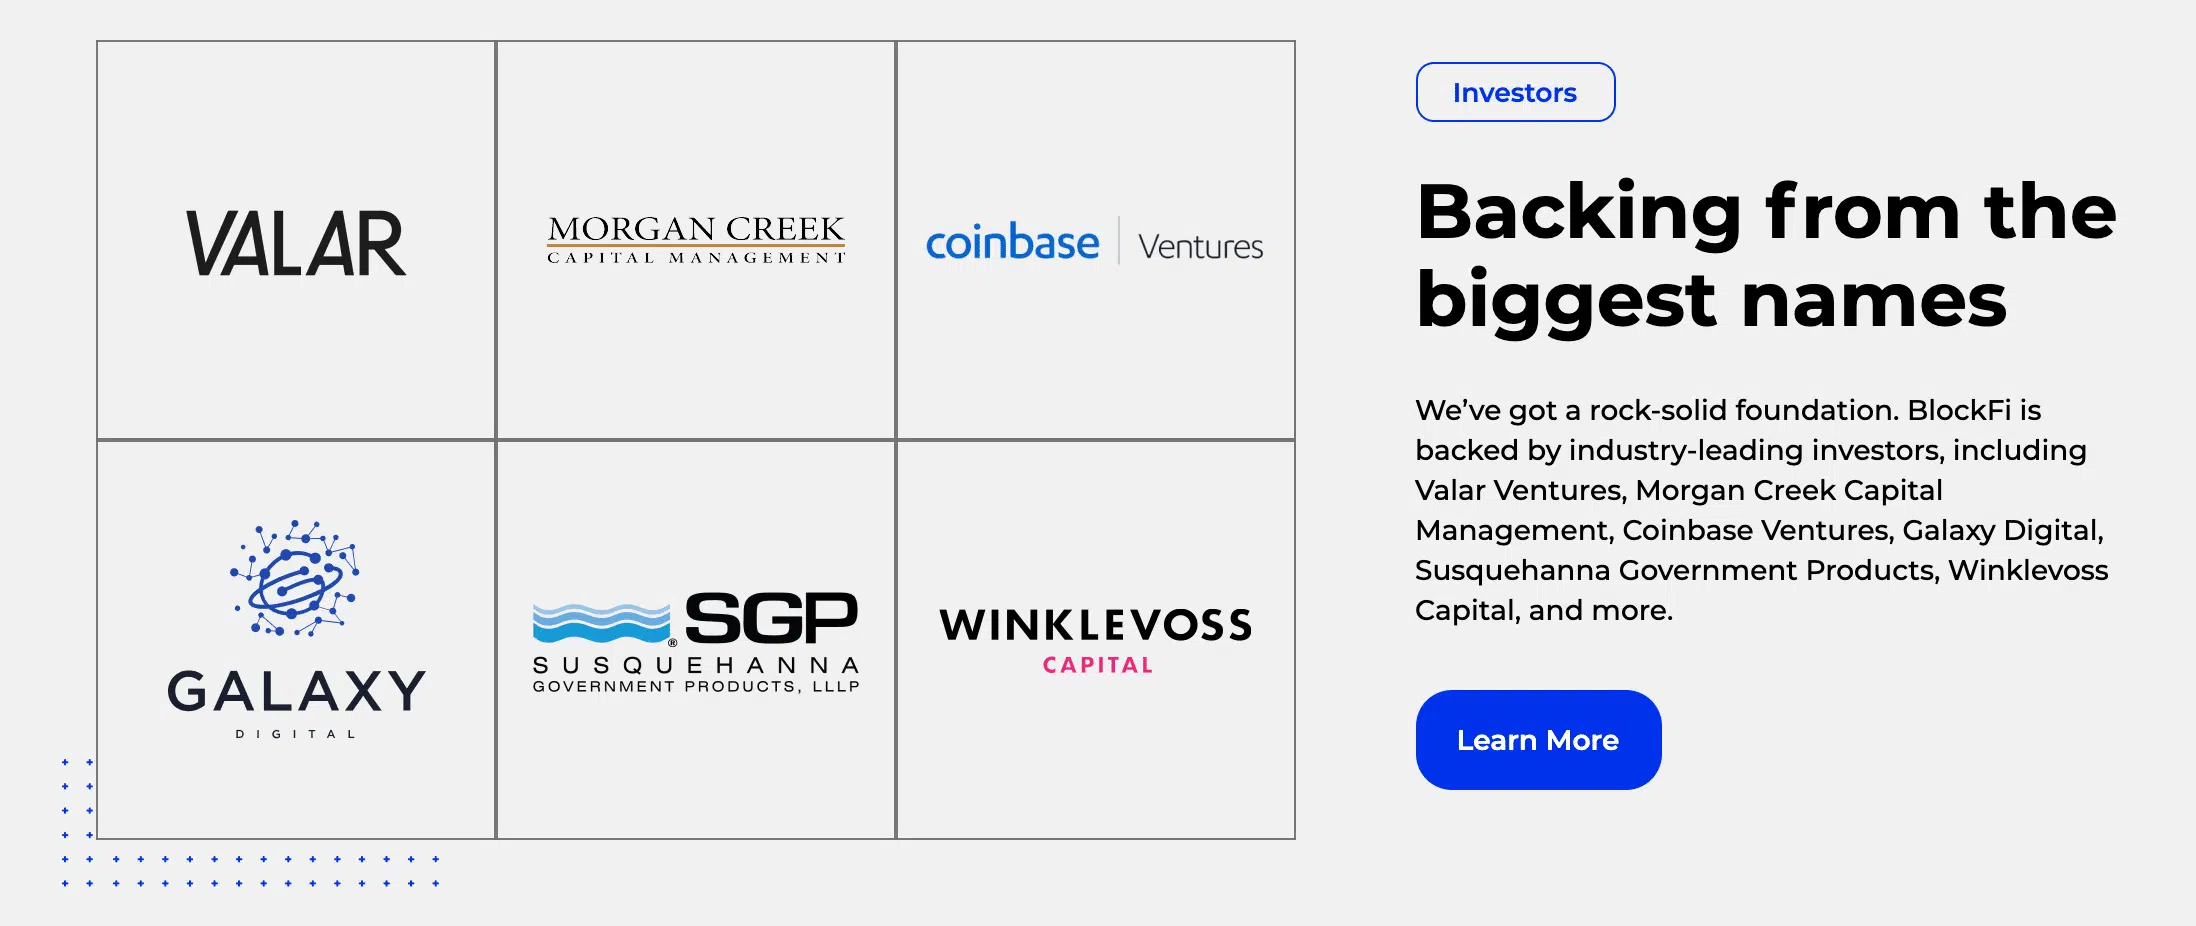 VALAR
MORGAN CREEK
CAPITAL MANAGEMENT
coinbase | Ventures
GALAXY
DIGITAL
SGP
®
SUSQUEHANNA
GOVERNMENT PRODUCTS, LLLP
WINKLEVOSS
CAPITAL
Investors
Backing from the
biggest names
We’ve got a rock-solid foundation. BlockFi is
backed by industry-leading investors, including
Valar Ventures, Morgan Creek Capital
Management, Coinbase Ventures, Galaxy Digital,
Susquehanna Government Products, Winklevoss
Capital, and more.
Learn More